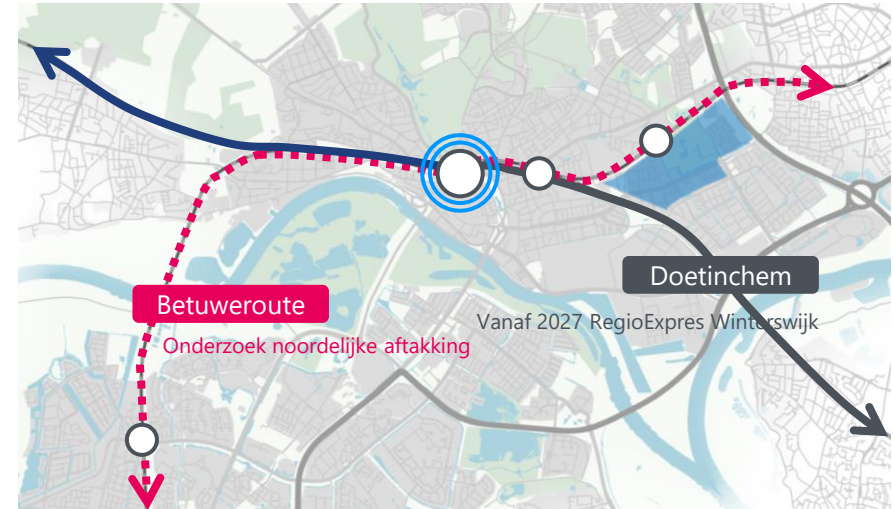 Doetinchem
Vanaf 2027 RegioExpres Winterswijk
Betuweroute
Onderzoek noordelijke aftakking